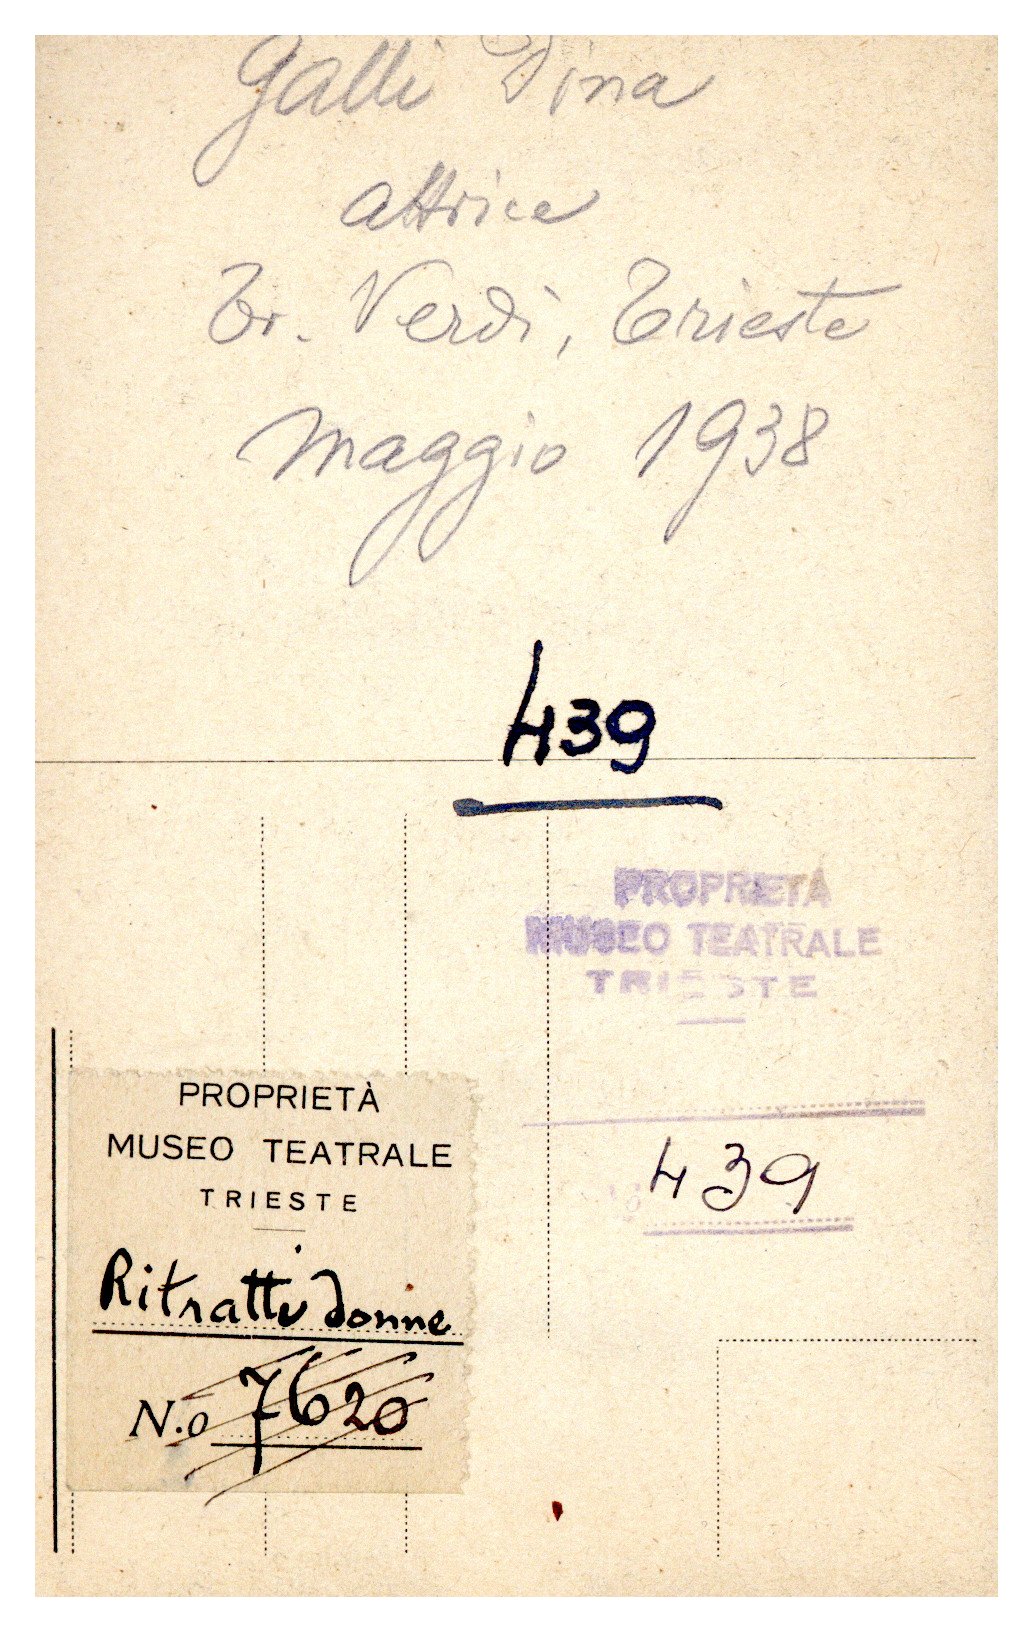 Galli Dina
attrice
Tr. Verdi, Trieste
maggio 1938
439
PROPRIETÀ
MUSEO TEATRALE
TRIESTE
439
PROPRIETÀ
MUSEO TEATRALE
TRIESTE
Ritratti donne
N.o 7620